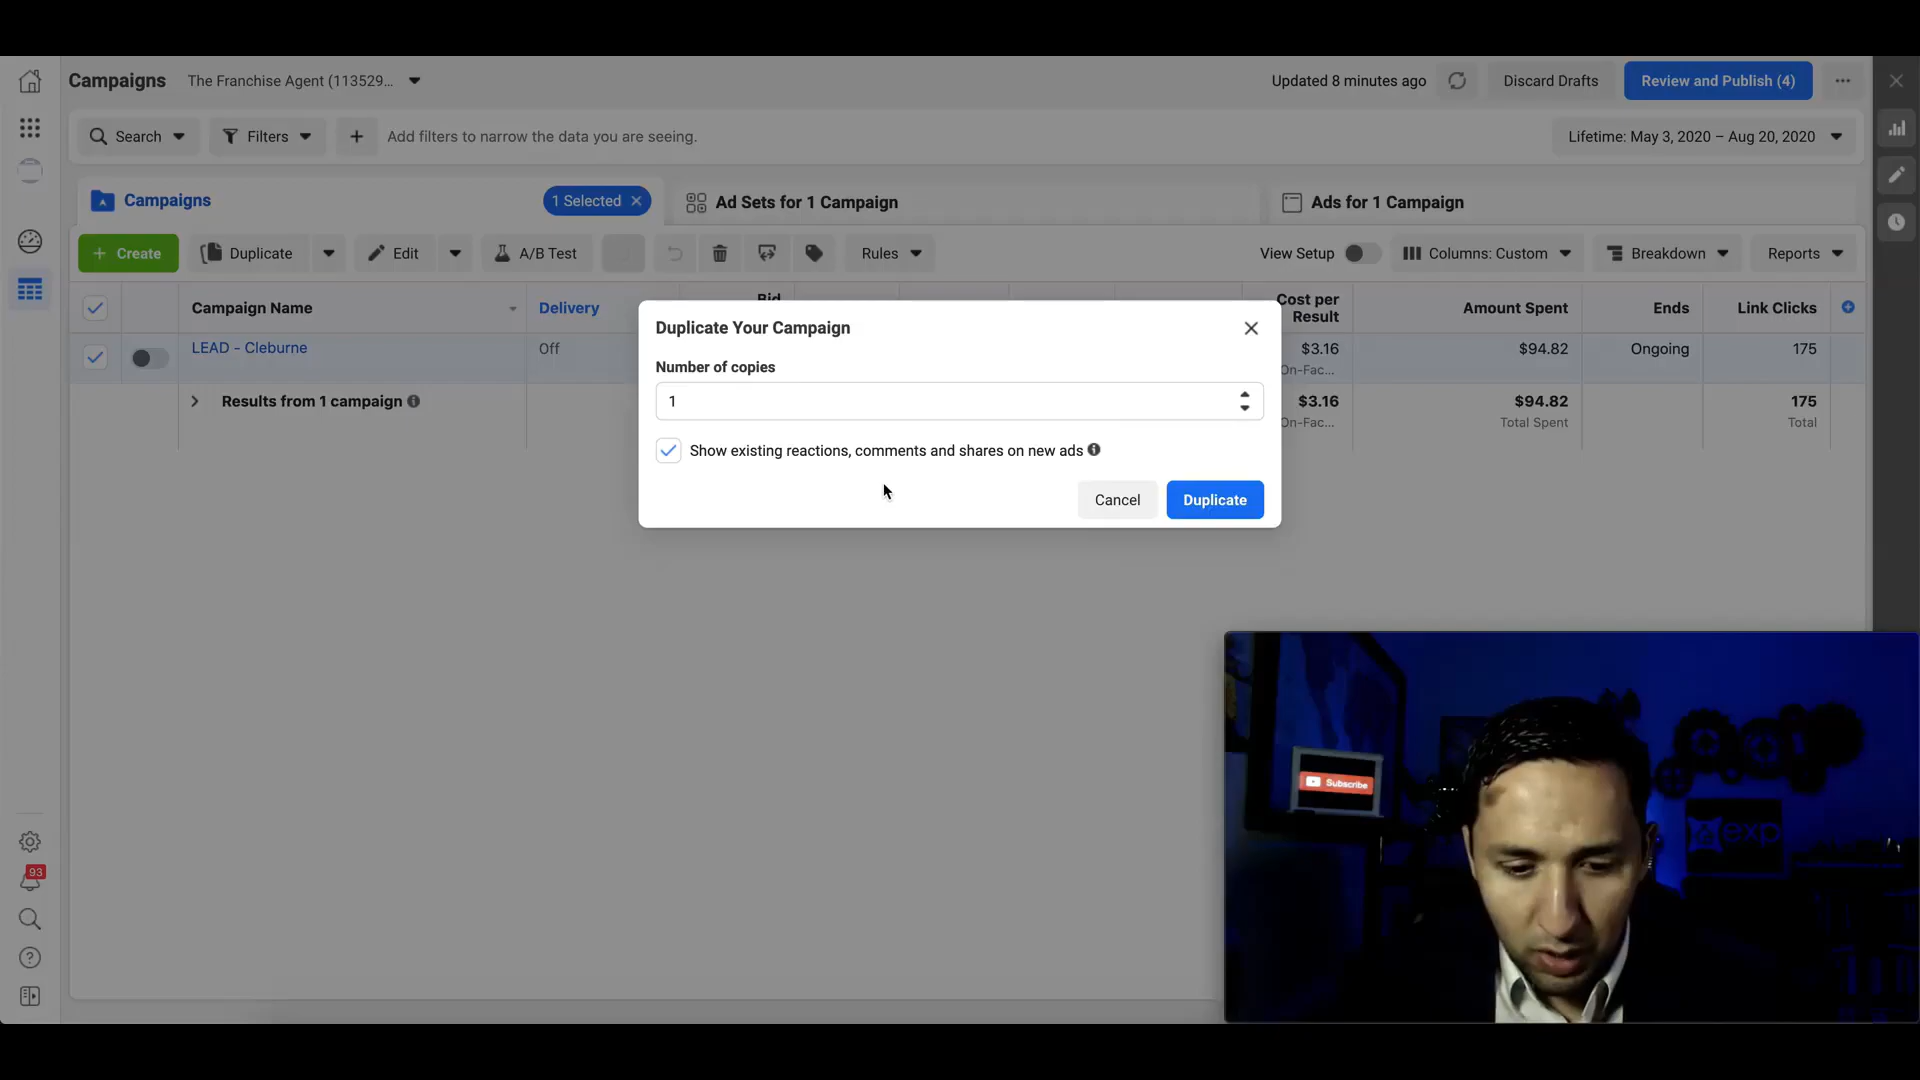 Campaigns
The Franchise Agent (113529...
Updated 8 minutes ago
Discard Drafts
Review and Publish (4)
Search
Filters
Add filters to narrow the data you are seeing.
Lifetime: May 3, 2020 – Aug 20, 2020
Campaigns
1 Selected
Ad Sets for 1 Campaign
Ads for 1 Campaign
+ Create
Duplicate
Edit
A/B Test
Rules
View Setup
Columns: Custom
Breakdown
Reports
Campaign Name
Delivery
Bid
Cost per
Result
Amount Spent
Ends
Link Clicks
LEAD - Cleburne
Off
$3.16
On-Fac...
$94.82
Ongoing
175
Results from 1 campaign
$3.16
On-Fac...
$94.82
Total Spent
175
Total
Duplicate Your Campaign
Number of copies
1
Show existing reactions, comments and shares on new ads
Cancel
Duplicate
93
Subscribe
exp